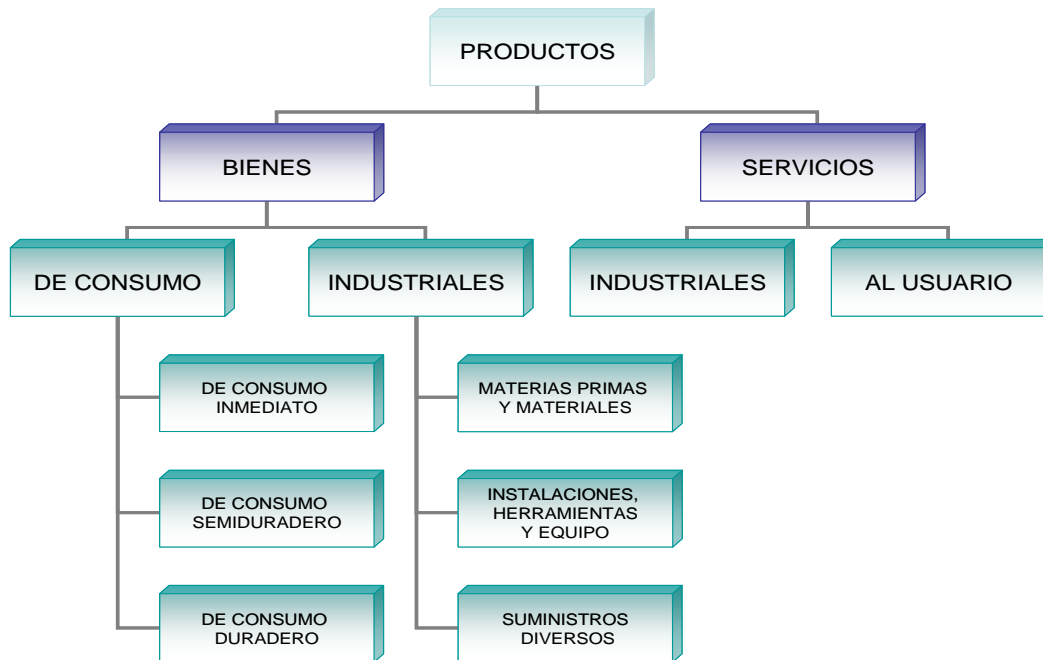 PRODUCTOS
BIENES
SERVICIOS
DE CONSUMO
INDUSTRIALES
INDUSTRIALES
AL USUARIO
DE CONSUMO
INMEDIATO
MATERIAS PRIMAS
Y MATERIALES
DE CONSUMO
SEMIDURADERO
INSTALACIONES,
HERRAMIENTAS
Y EQUIPO
DE CONSUMO
DURADERO
SUMINISTROS
DIVERSOS